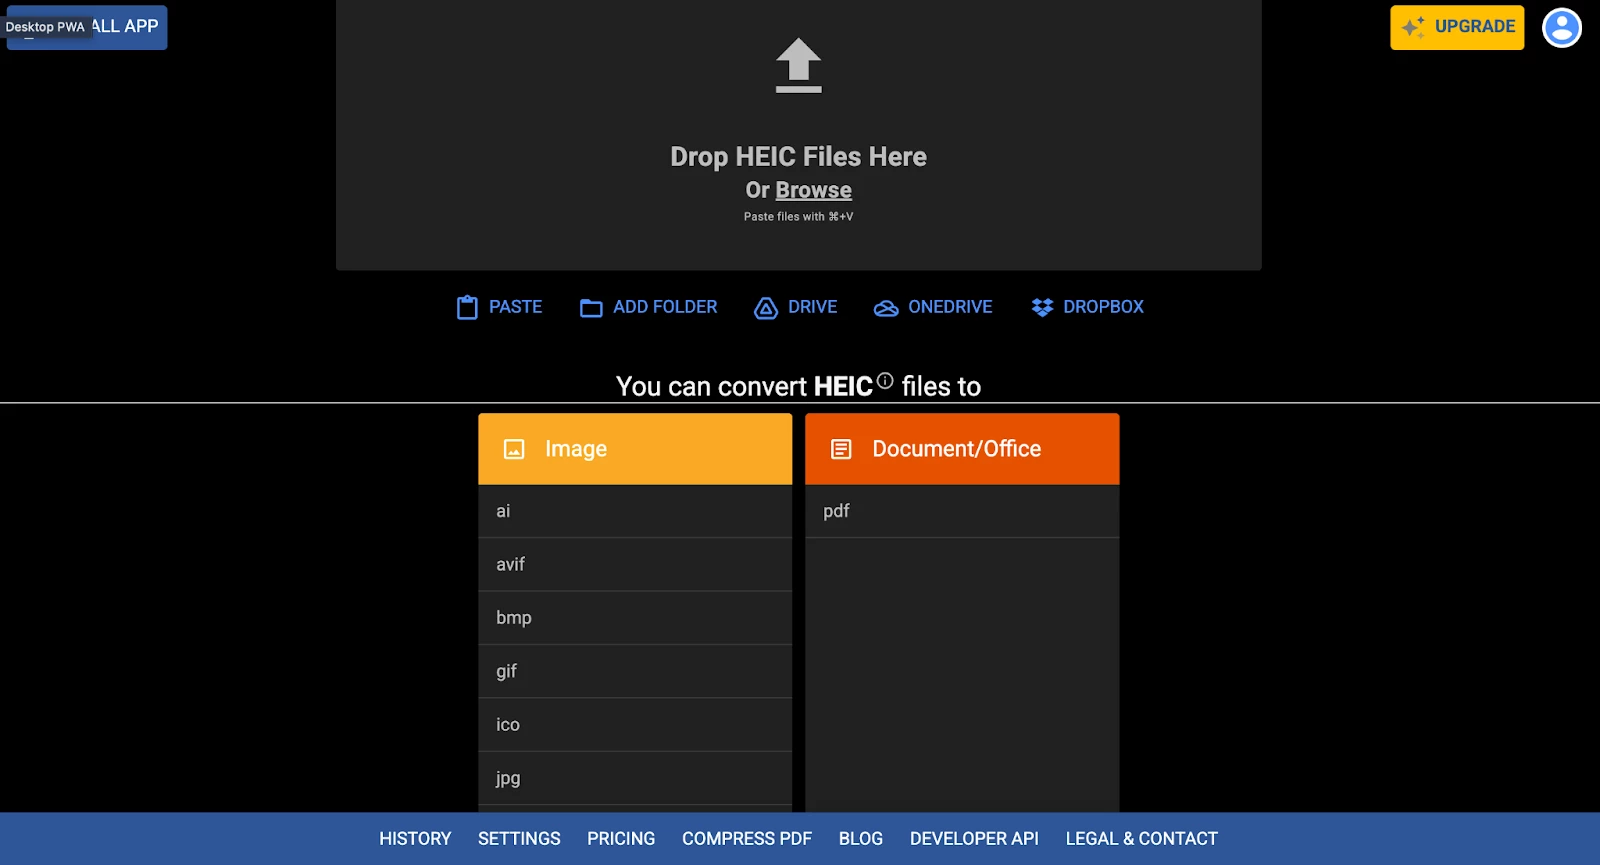 Desktop PWA
ALL APP
UPGRADE
Drop HEIC Files Here
Or Browse
Paste files with ⌘+V
PASTE
ADD FOLDER
DRIVE
ONEDRIVE
DROPBOX
You can convert HEIC files to
Image
ai
avif
bmp
gif
ico
jpg
Document/Office
pdf
HISTORY
SETTINGS
PRICING
COMPRESS PDF
BLOG
DEVELOPER API
LEGAL & CONTACT